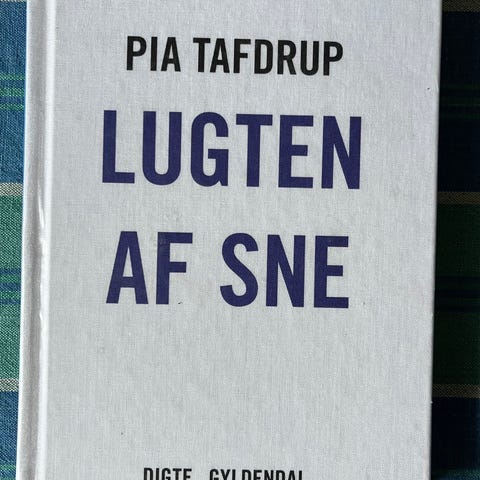 PIA TAFDRUP
LUGTEN
AF SNE
DIGTE GYLDENDAL